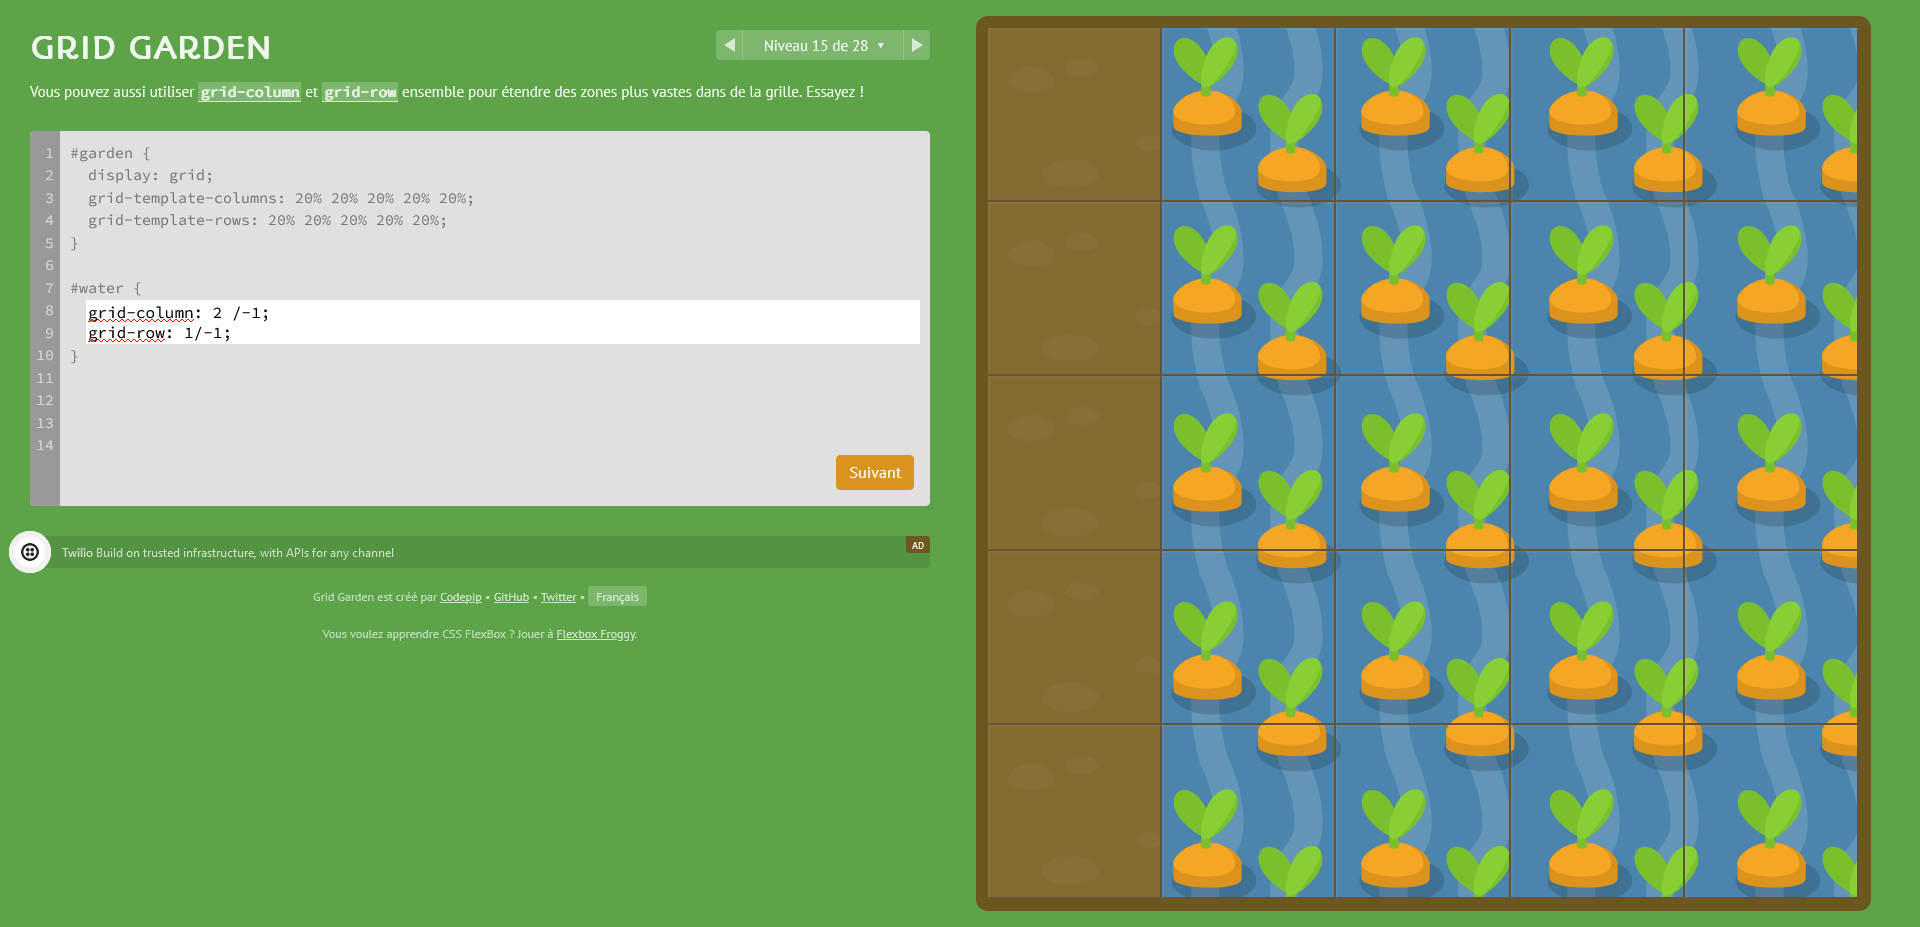 GRID GARDEN
Niveau 15 de 28 ▾
Vous pouvez aussi utiliser grid-column et grid-row ensemble pour étendre des zones plus vastes dans de la grille. Essayez !
1 #garden {
2 display: grid;
3 grid-template-columns: 20% 20% 20% 20% 20%;
4 grid-template-rows: 20% 20% 20% 20% 20%;
5 }
6
7 #water {
8 grid-column: 2 /-1;
9 grid-row: 1/-1;
10 }
11
12
13
14
Suivant
Twilio Build on trusted infrastructure, with APIs for any channel
AD
Grid Garden est créé par Codepip • GitHub • Twitter • Français
Vous voulez apprendre CSS FlexBox ? Jouer à Flexbox Froggy.